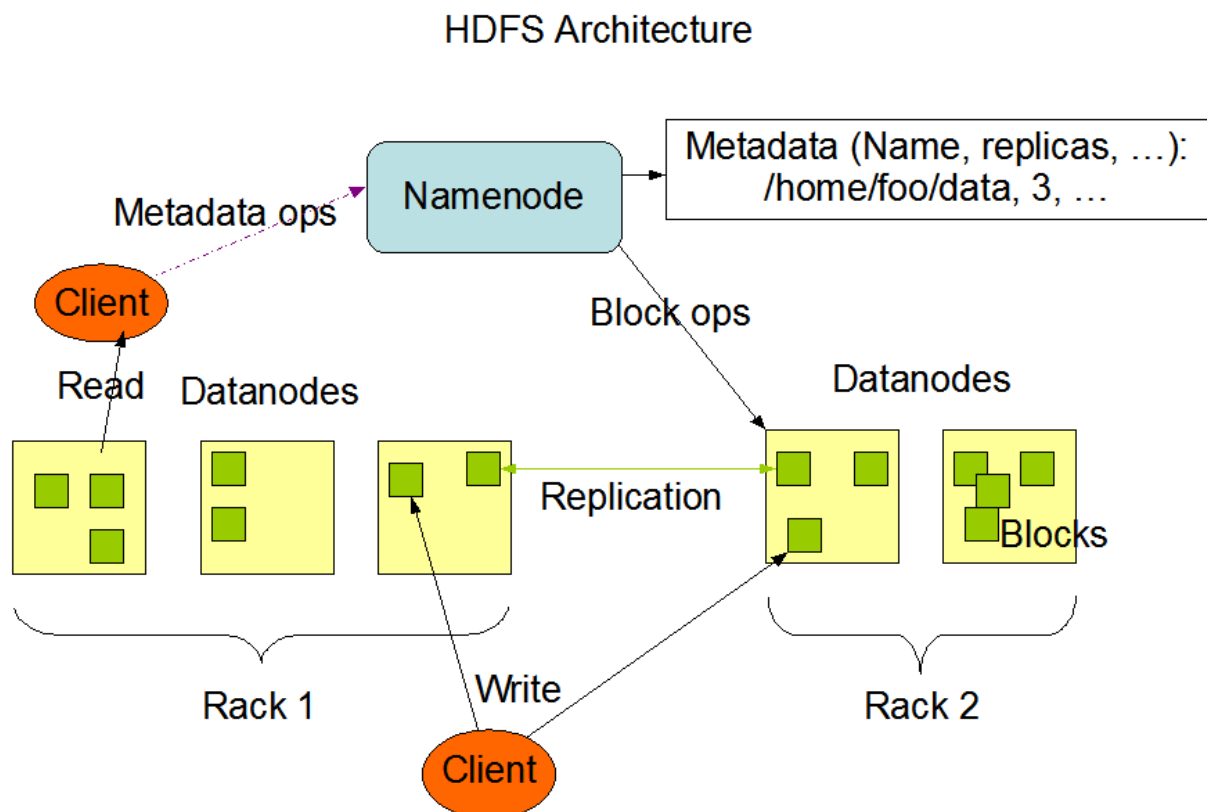 HDFS Architecture
Metadata (Name, replicas, …):
/home/foo/data, 3, …
Namenode
Metadata ops
Client
Block ops
Read
Datanodes
Datanodes
Replication
Blocks
Rack 1
Write
Rack 2
Client